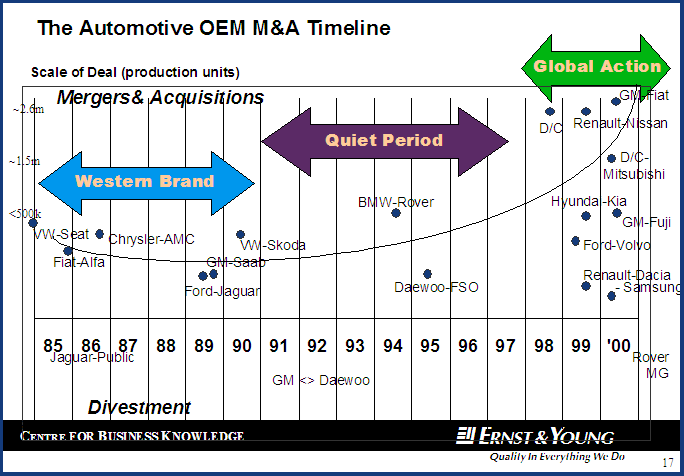 The Automotive OEM M&A Timeline
Global Action
Scale of Deal (production units)
Mergers& Acquisitions
GM-Fiat
~2.6m
D/C
Renault-Nissan
Quiet Period
~1.5m
D/C-
Mitsubishi
Western Brand
BMW-Rover
Hyundai-Kia
<500k
GM-Fuji
VW-Seat
Chrysler-AMC
VW-Skoda
Ford-Volvo
Fiat-Alfa
GM-Saab
Ford-Jaguar
Daewoo-FSO
Renault-Dacia
- Samsung
85 86 87 88 89 90 91 92 93 94 95 96 97 98 99 '00
Jaguar-Public
Rover
MG
GM <> Daewoo
Divestment
CENTRE FOR BUSINESS KNOWLEDGE
ERNST & YOUNG
Quality In Everything We Do
17